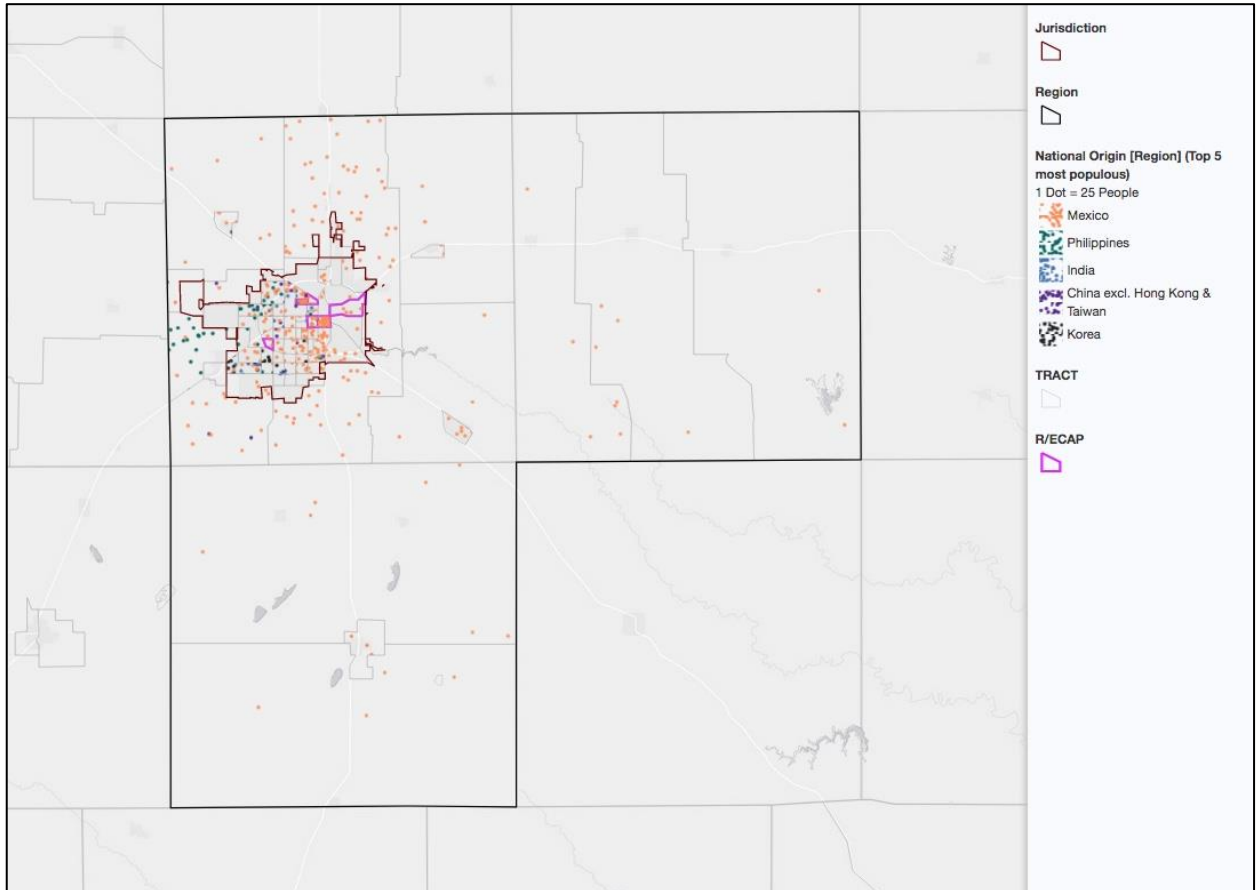 Jurisdiction
Region
National Origin [Region] (Top 5
most populous)
1 Dot = 25 People
Mexico
Philippines
India
China excl. Hong Kong &
Taiwan
Korea
TRACT
R/ECAP